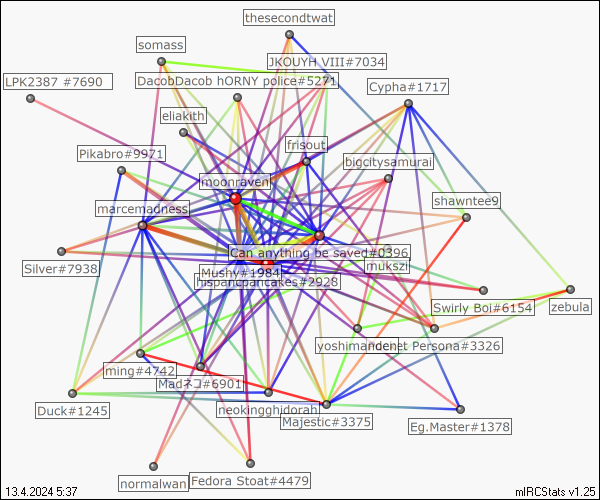 thesecondtwat
somass
JKOUYH VIII#7034
LPK2387 #7690
DacobDacob hORNY police#5271
Cypha#1717
eliakith
frisout
Pikabro#9971
bigcitysamurai
moonraven
shawntee9
marcemadness
Can anything be saved#0396
Silver#7938
Mushy#1984
mukszi
hispancpancakes#2928
Swirly Boi#6154
zebula
yoshimandenet Persona#3326
ming#4742
Madネコ#6901
Duck#1245
neokingghidorah
Majestic#3375
Eg.Master#1378
normalwan
Fedora Stoat#4479
13.4.2024 5:37
mIRCStats v1.25